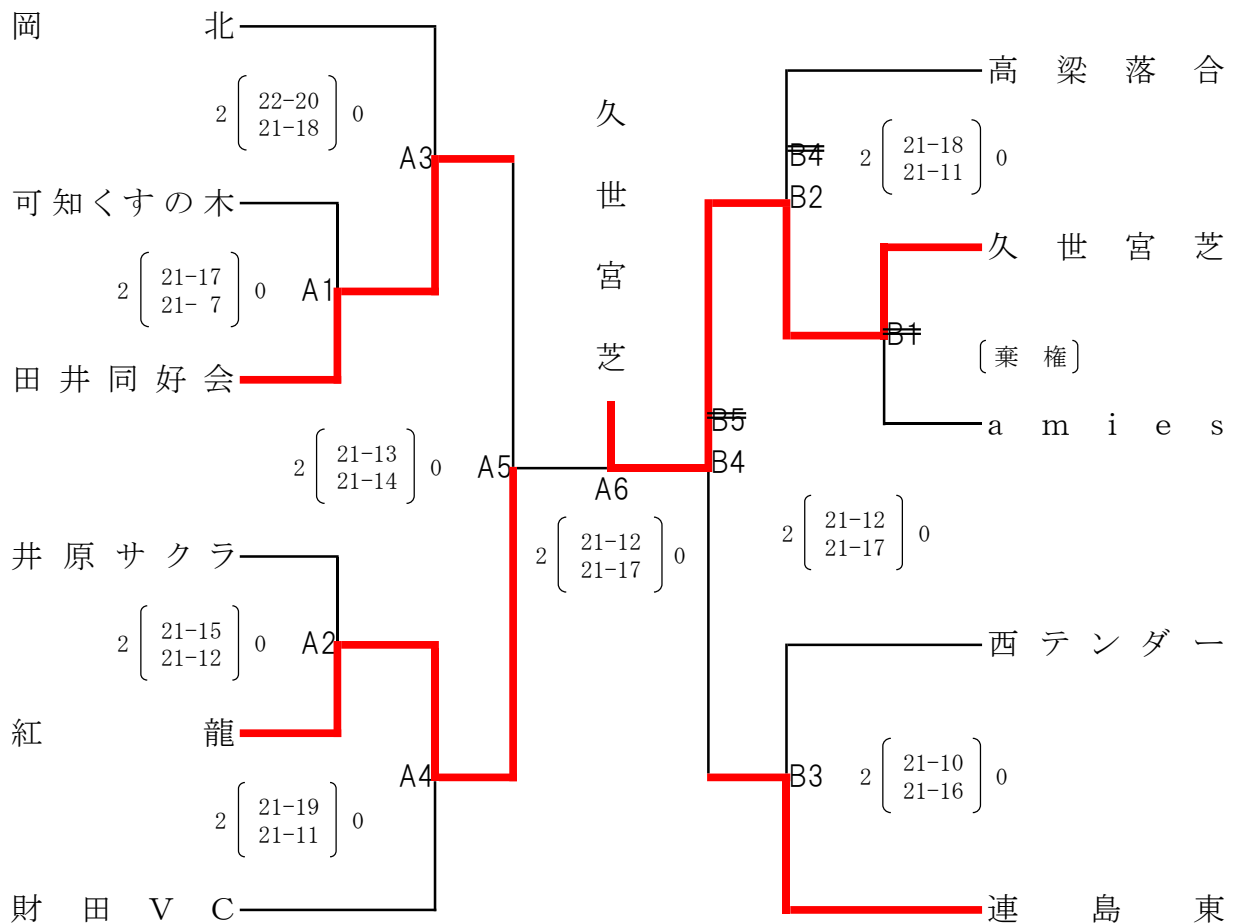 岡北
2 22-20 0
21-18
A3
可知くすの木
2 21-17 0
21- 7
A1
田井同好会
2 21-13 0
21-14
A5
井原サクラ
2 21-15 0
21-12
A2
紅龍
A4
2 21-19 0
21-11
財田VC
久世宮芝
A6
2 21-12 0
21-17
高梁落合
B4
B2
2 21-18 0
21-11
久世宮芝
B1
〔棄権〕
amies
B5
B4
2 21-12 0
21-17
西テンダー
B3
2 21-10 0
21-16
連島東